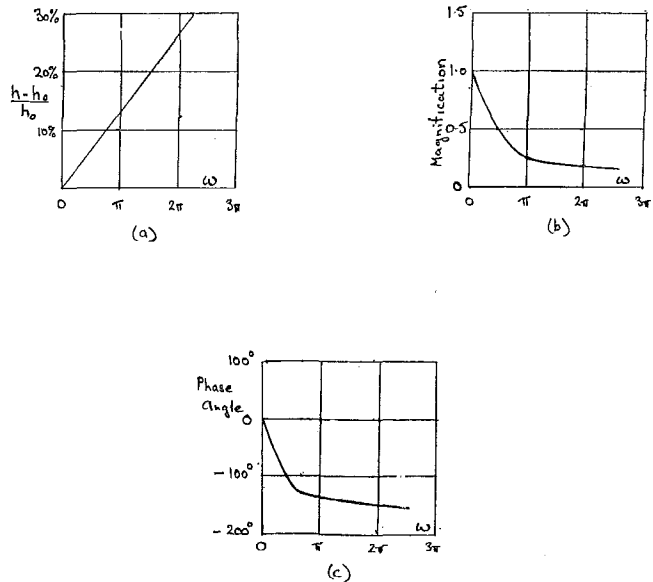 30%
20%
h-h₀
h₀
10%
0 π 2π 3π
ω
(a)
1.5
1.0
0.5
0
Magnification
π 2π 3π
0
ω
(b)
100°
Phase
angle
0
-100°
-200°
0 π 2π 3π
ω
(c)